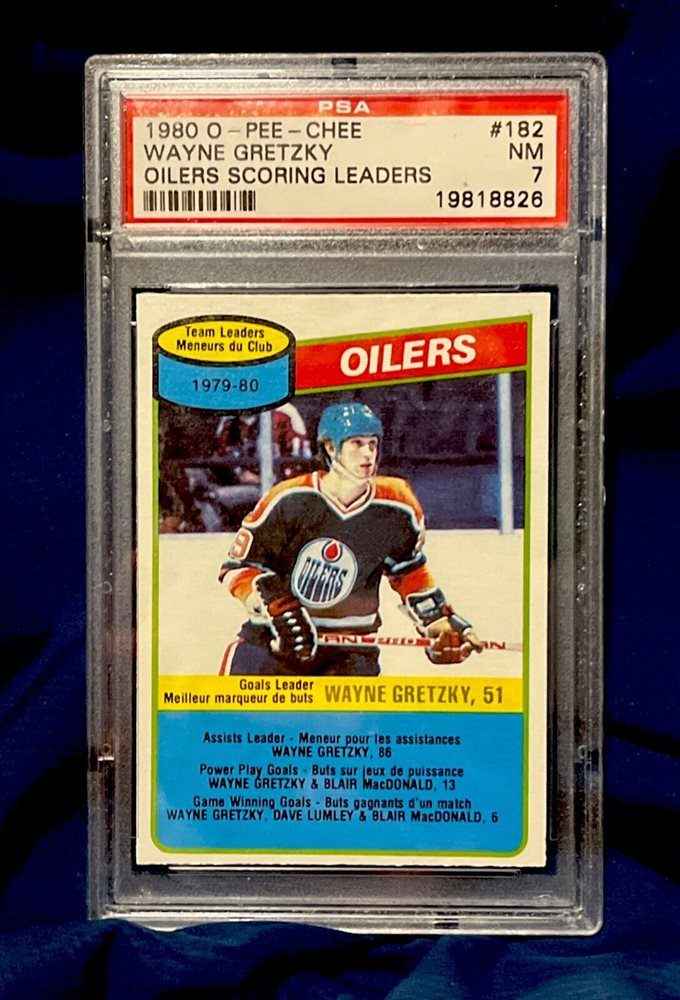 PSA
1980 O-PEE-CHEE #182
WAYNE GRETZKY NM
OILERS SCORING LEADERS 7
19818826
Team Leaders
Meneurs du Club
1979-80
OILERS
9
9
OILERS
Goals Leader
Meilleur marqueur de buts
WAYNE GRETZKY, 51
Assists Leader - Meneur pour les assistances
WAYNE GRETZKY, 86
Power Play Goals - Buts sur jeux de puissance
WAYNE GRETZKY & BLAIR MacDONALD, 13
Game Winning Goals - Buts gagnants d'un match
WAYNE GRETZKY, DAVE LUMLEY & BLAIR MacDONALD, 6